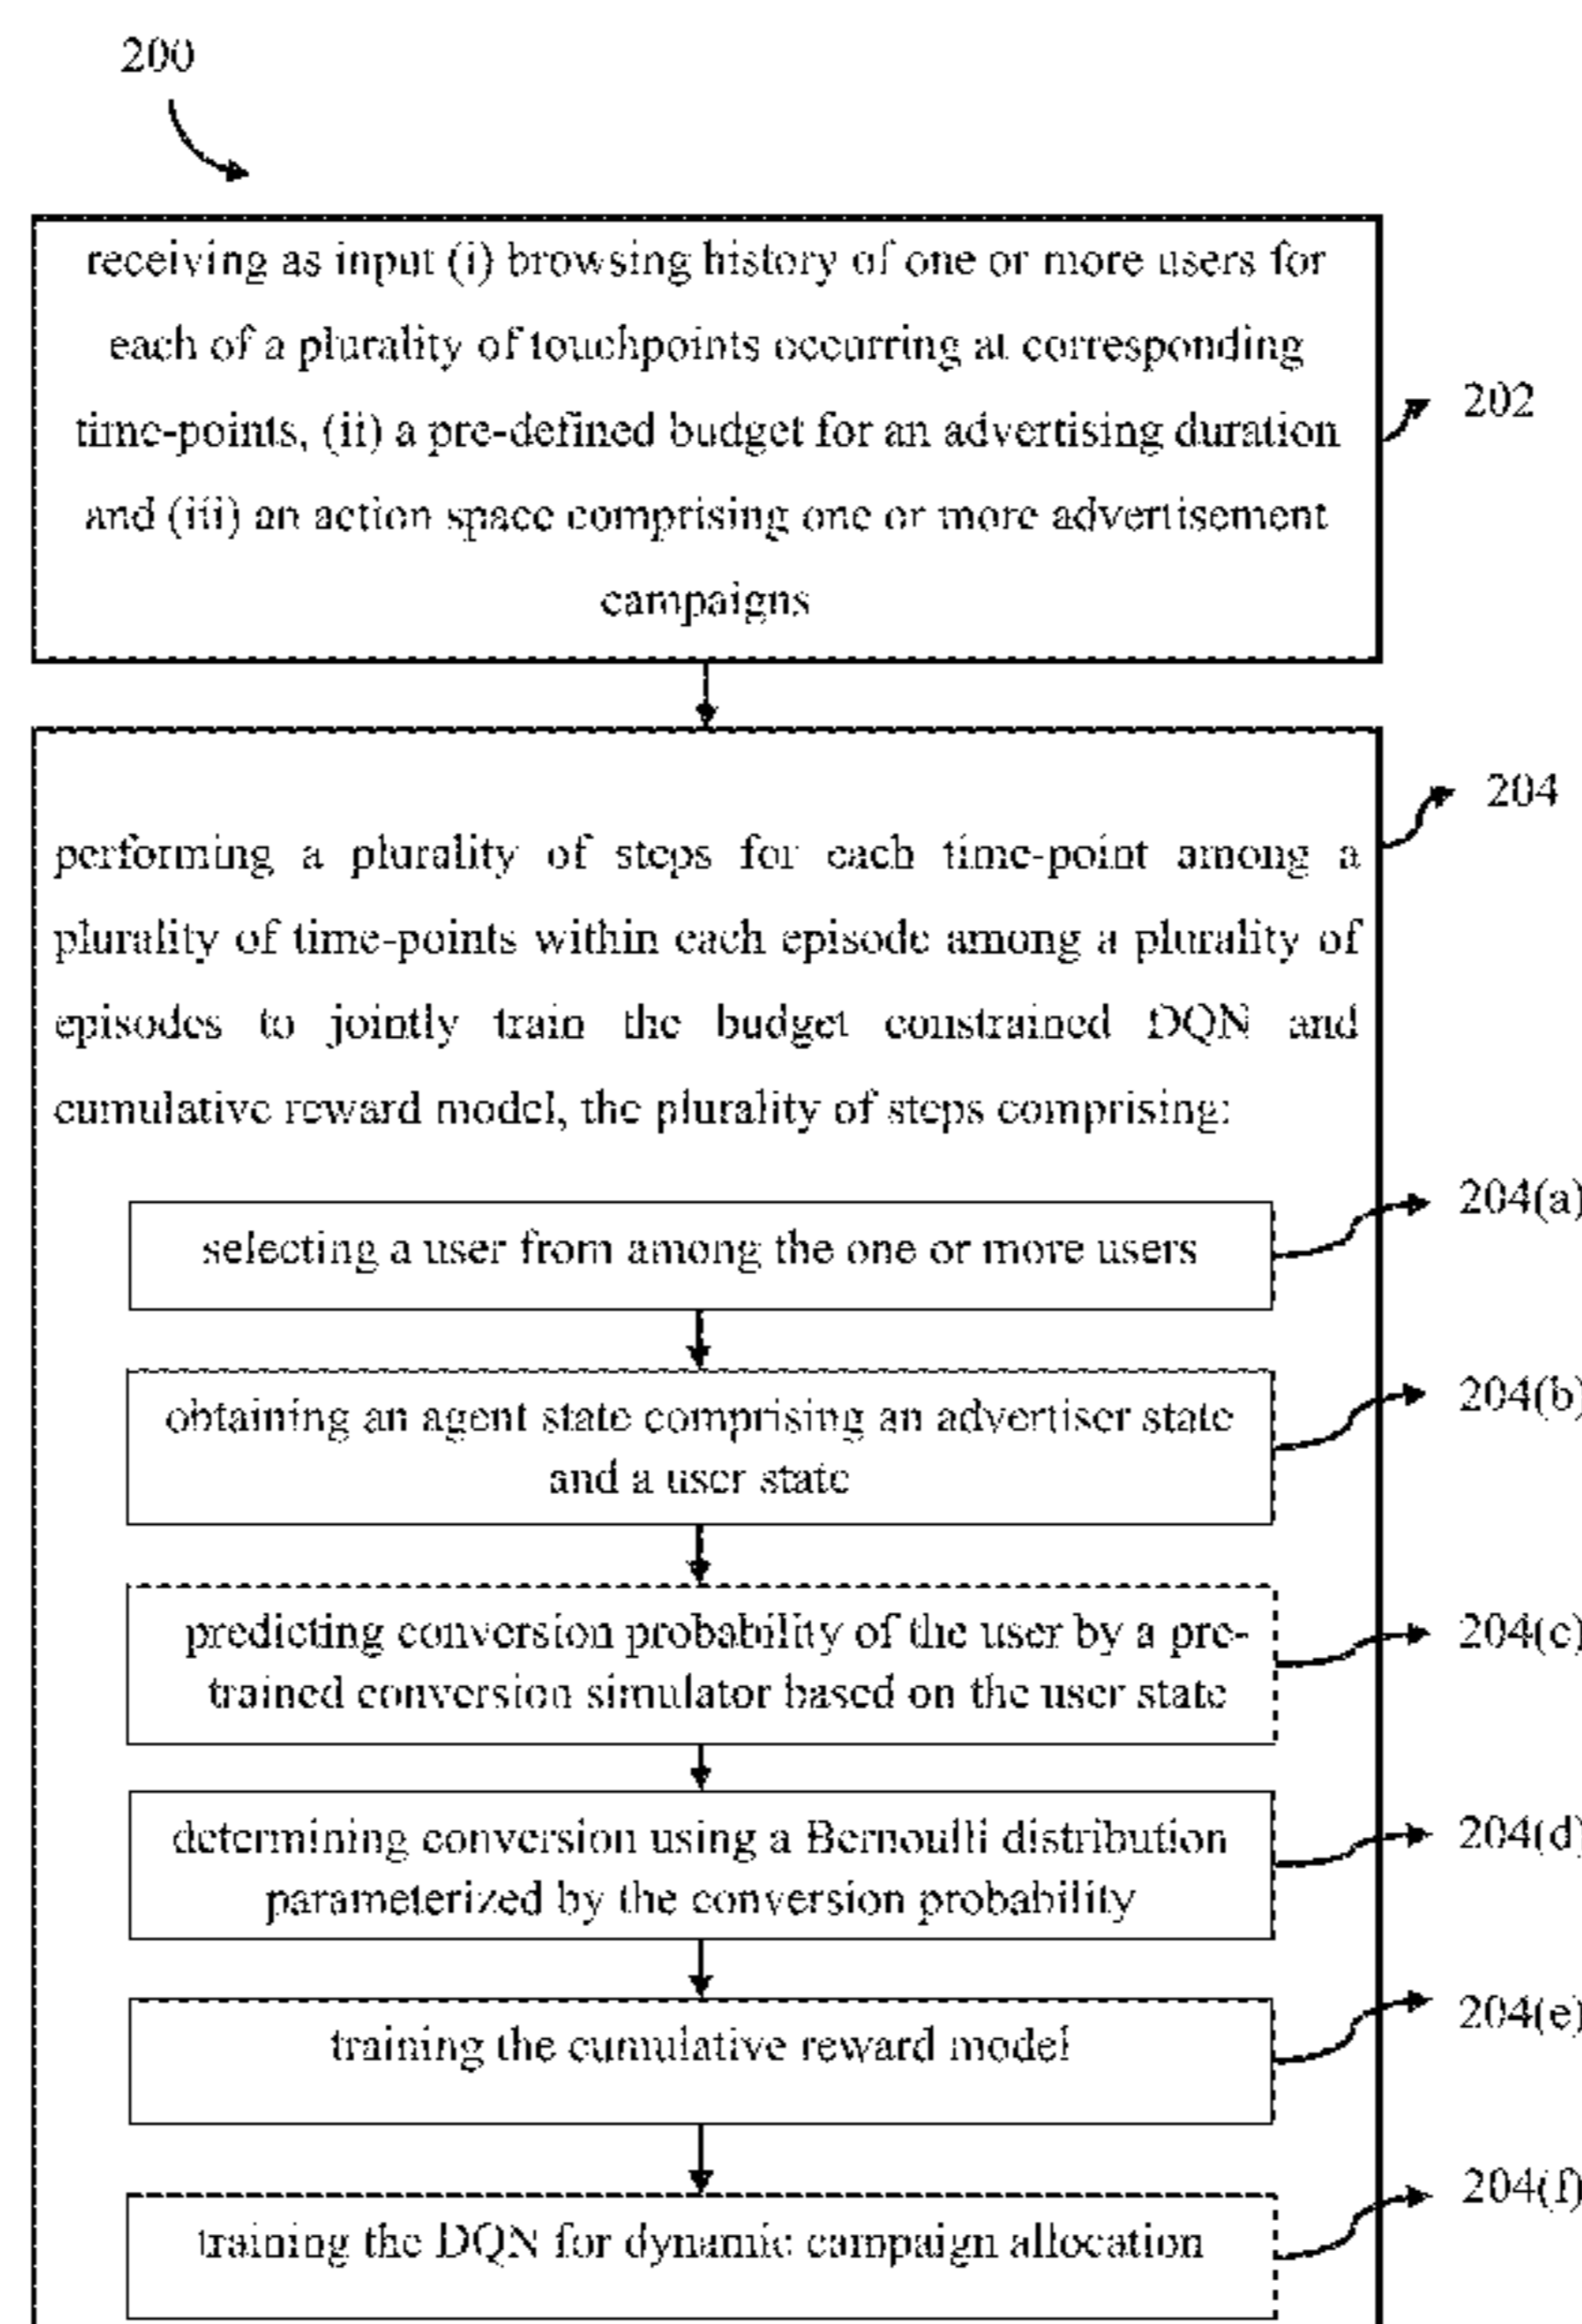 200
receiving as input (i) browsing history of one or more users for
each of a plurality of touchpoints occurring at corresponding
time-points, (ii) a pre-defined budget for an advertising duration
and (iii) an action space comprising one or more advertisement
campaigns
202
204
performing a plurality of steps for each time-point among a
plurality of time-points within each episode among a plurality of
episodes to jointly train the budget constrained DQN and
cumulative reward model, the plurality of steps comprising:
204(a)
selecting a user from among the one or more users
204(b)
obtaining an agent state comprising an advertiser state
and a user state
204(c)
predicting conversion probability of the user by a pre-
trained conversion simulator based on the user state
204(d)
determining conversion using a Bernoulli distribution
parameterized by the conversion probability
204(e)
training the cumulative reward model
204(f)
training the DQN for dynamic campaign allocation